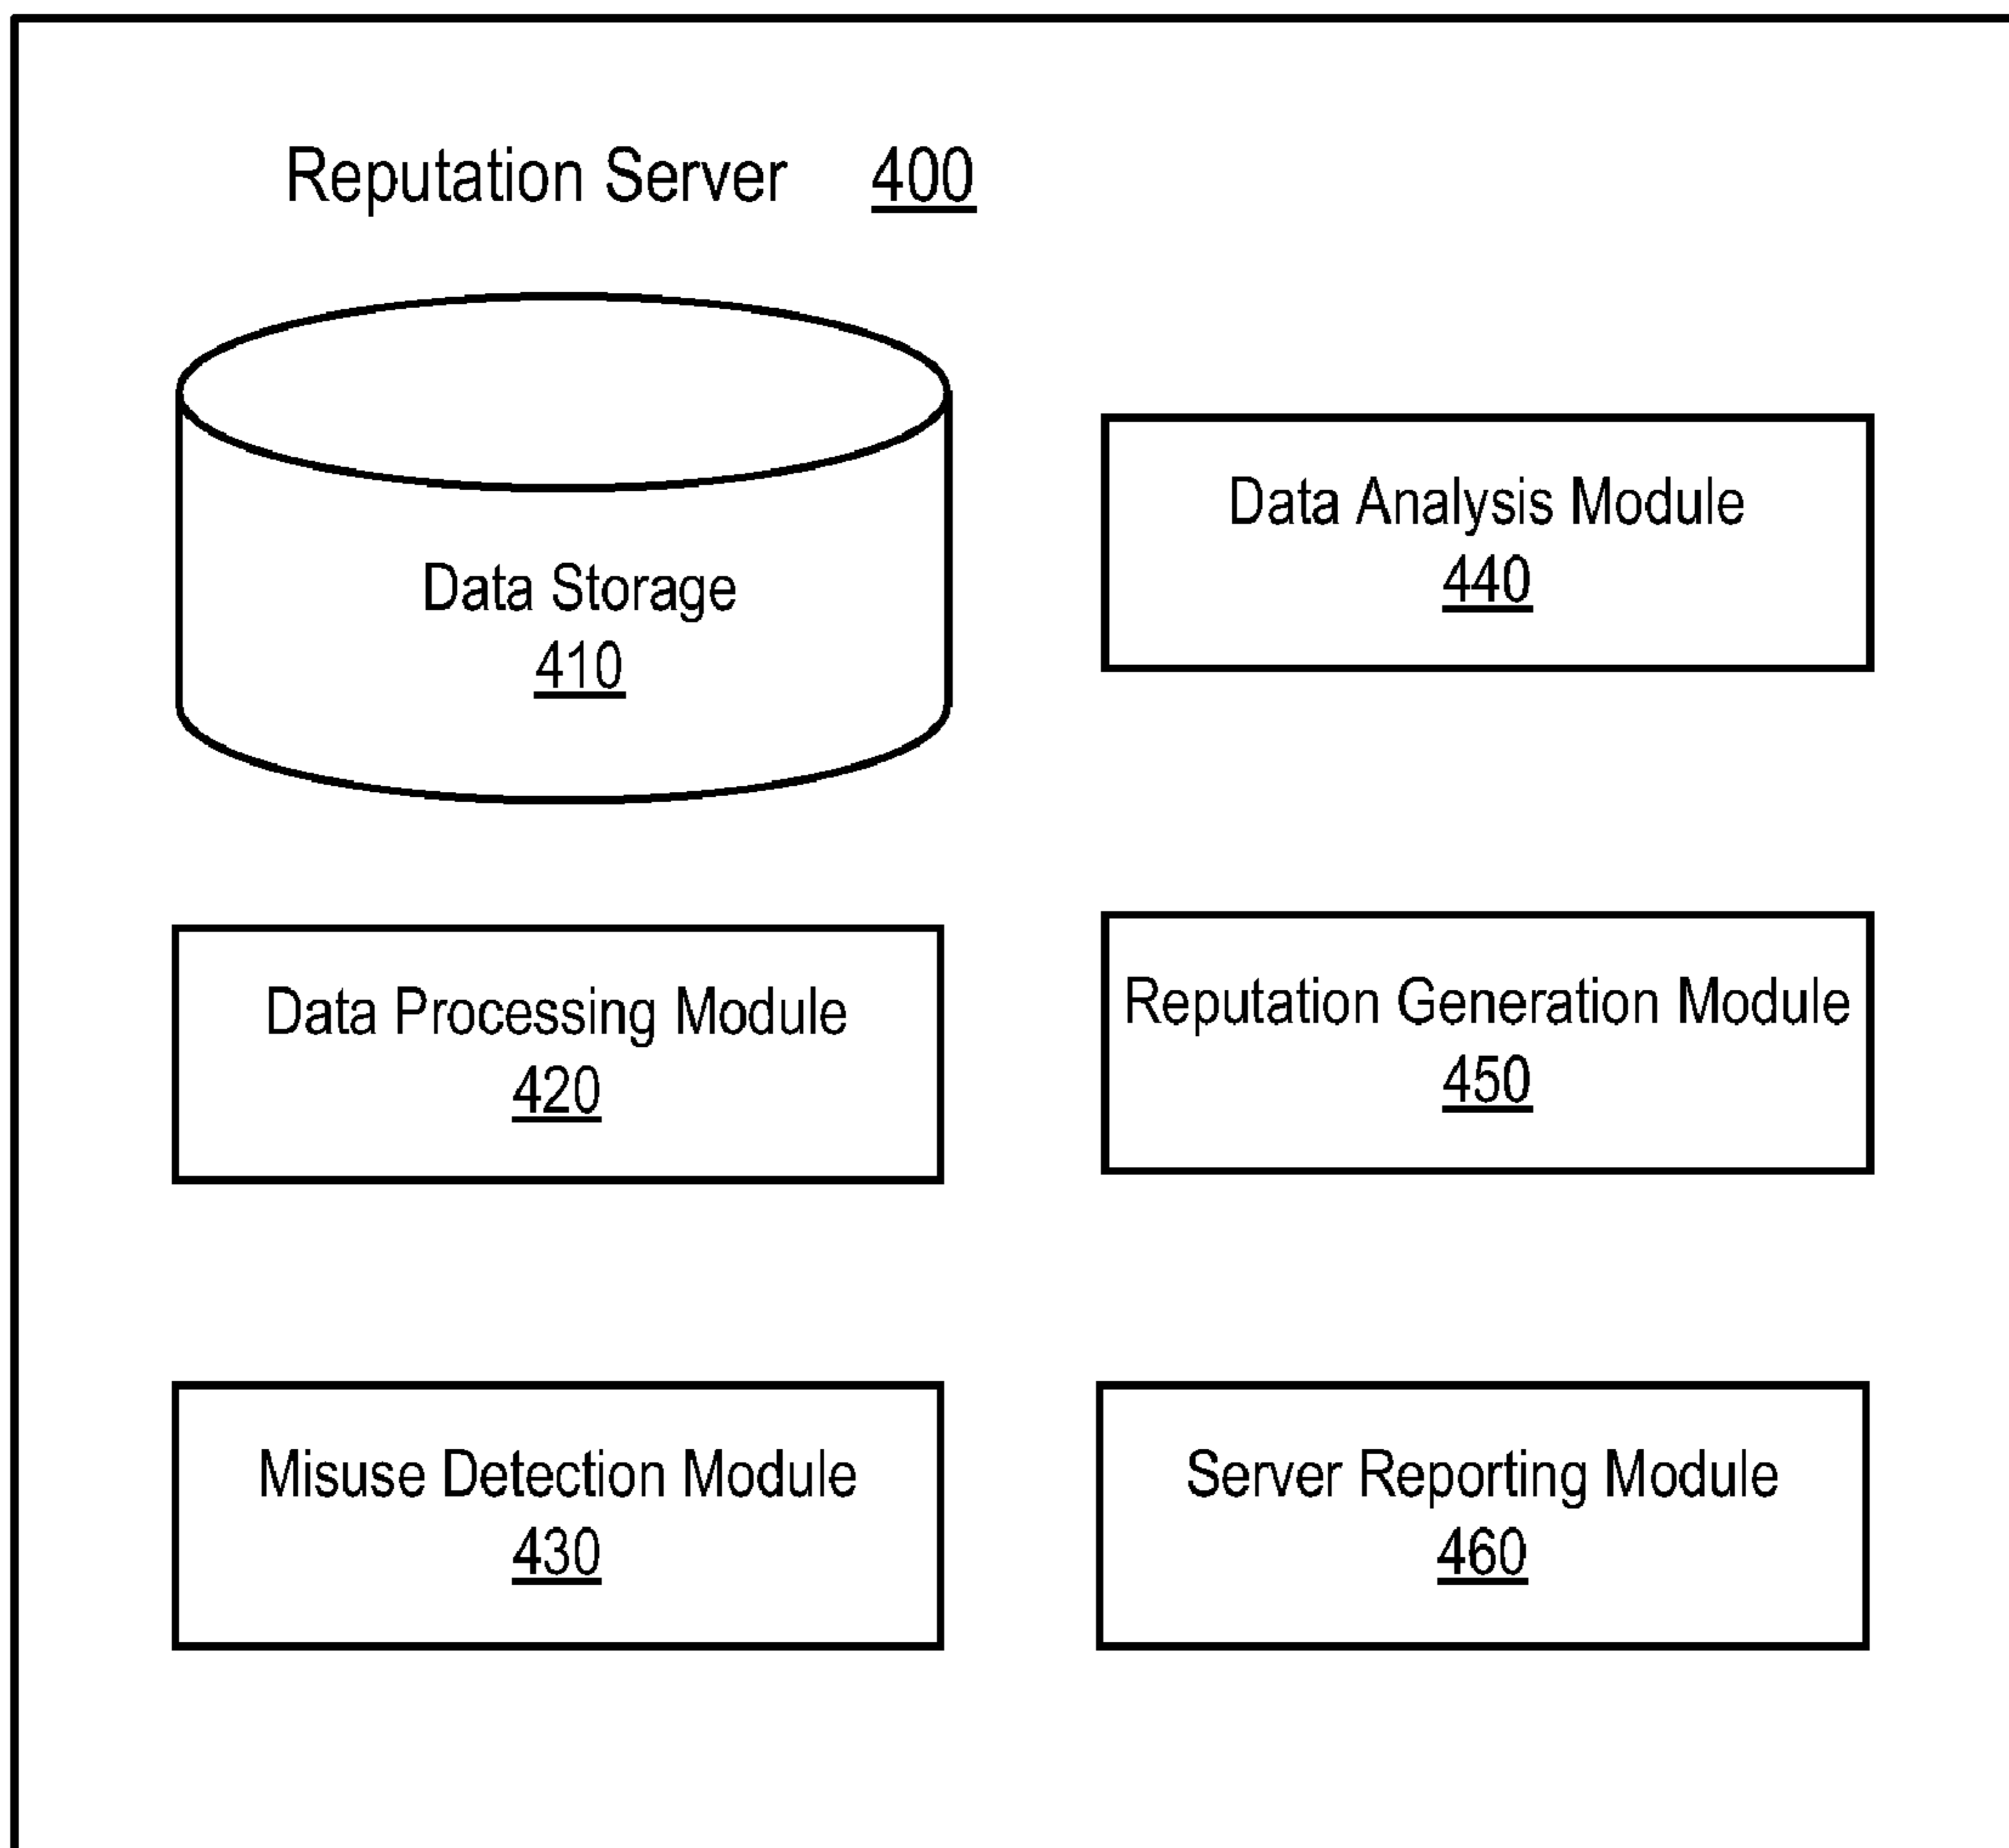 Reputation Server 400
Data Storage
410
Data Processing Module
420
Misuse Detection Module
430
Data Analysis Module
440
Reputation Generation Module
450
Server Reporting Module
460